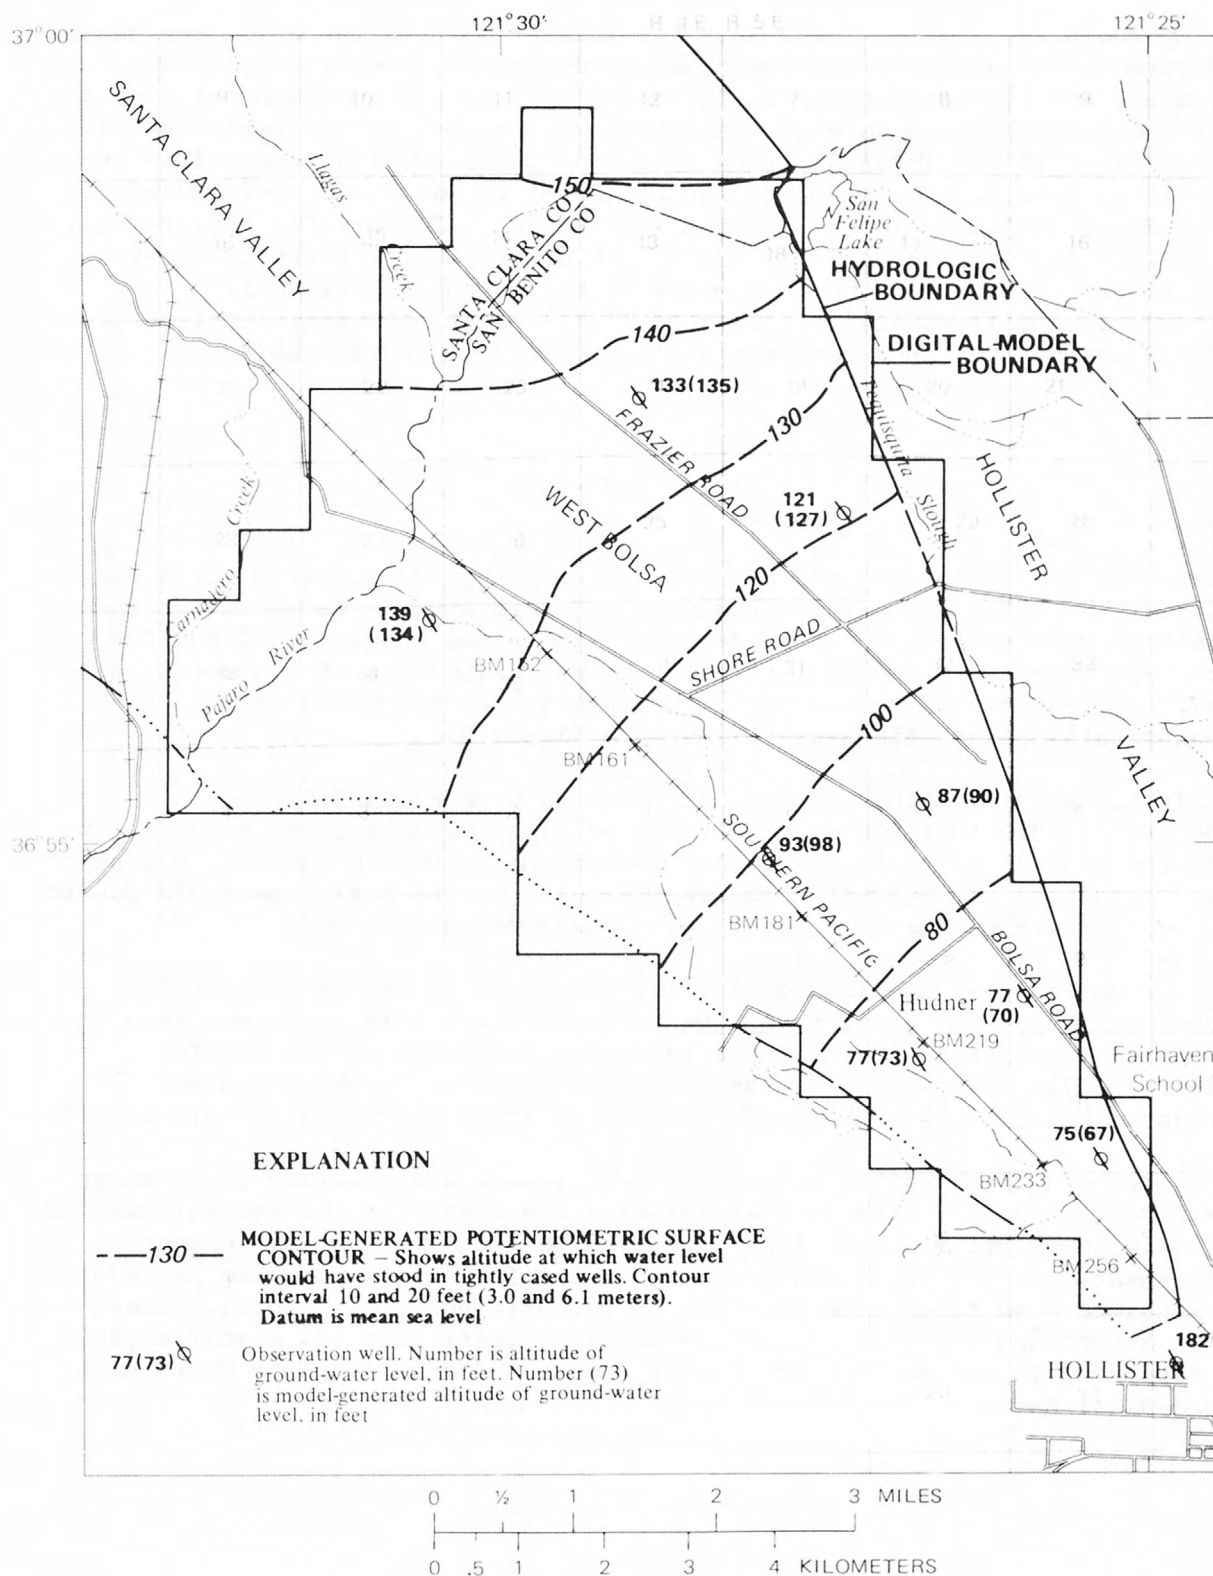 121°30'
R 4 E. R. 5 E.
121°25'
37°00'
SANTA CLARA VALLEY
Llagas
Creek
150
SANTA CLARA CO
SAN BENITO CO
San
Felipe
Lake
HYDROLOGIC
BOUNDARY
140
DIGITAL-MODEL
BOUNDARY
133(135)
130
FRAZIER ROAD
Tequisquita Slough
HOLLISTER
VALLEY
121
(127)
WEST BOLSA
120
Carnadero Creek
139
(134)
Pajaro River
BM152
SHORE ROAD
100
BM161
87(90)
36°55'
SOUTHERN PACIFIC
93(98)
80
BM181
BOLSA ROAD
Hudner
77
(70)
BM219
77(73)
Fairhaven
School
75(67)
BM233
BM256
182
HOLLISTER
EXPLANATION
130
MODEL-GENERATED POTENTIOMETRIC SURFACE
CONTOUR – Shows altitude at which water level
would have stood in tightly cased wells. Contour
interval 10 and 20 feet (3.0 and 6.1 meters).
Datum is mean sea level
77(73)
Observation well. Number is altitude of
ground-water level, in feet. Number (73)
is model-generated altitude of ground-water
level, in feet
0 ½ 1 2 3 MILES
0 .5 1 2 3 4 KILOMETERS